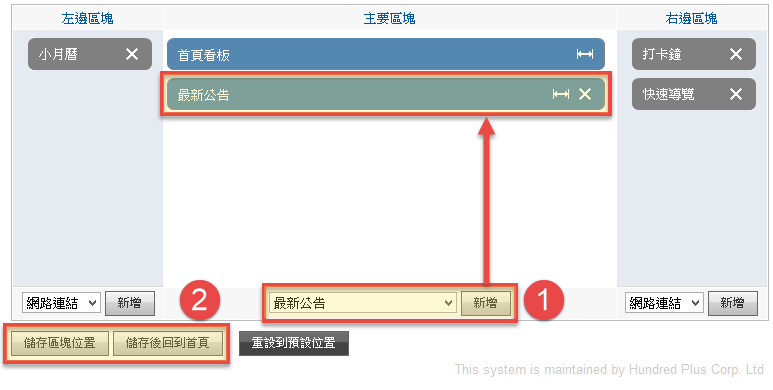 左邊區塊
主要區塊
右邊區塊
小月曆
首頁看板
打卡鐘
最新公告
快速導覽
網路連結 新增
最新公告 新增
1
網路連結 新增
2
儲存區塊位置
儲存後回到首頁
重設到預設位置
This system is maintained by Hundred Plus Corp. Ltd